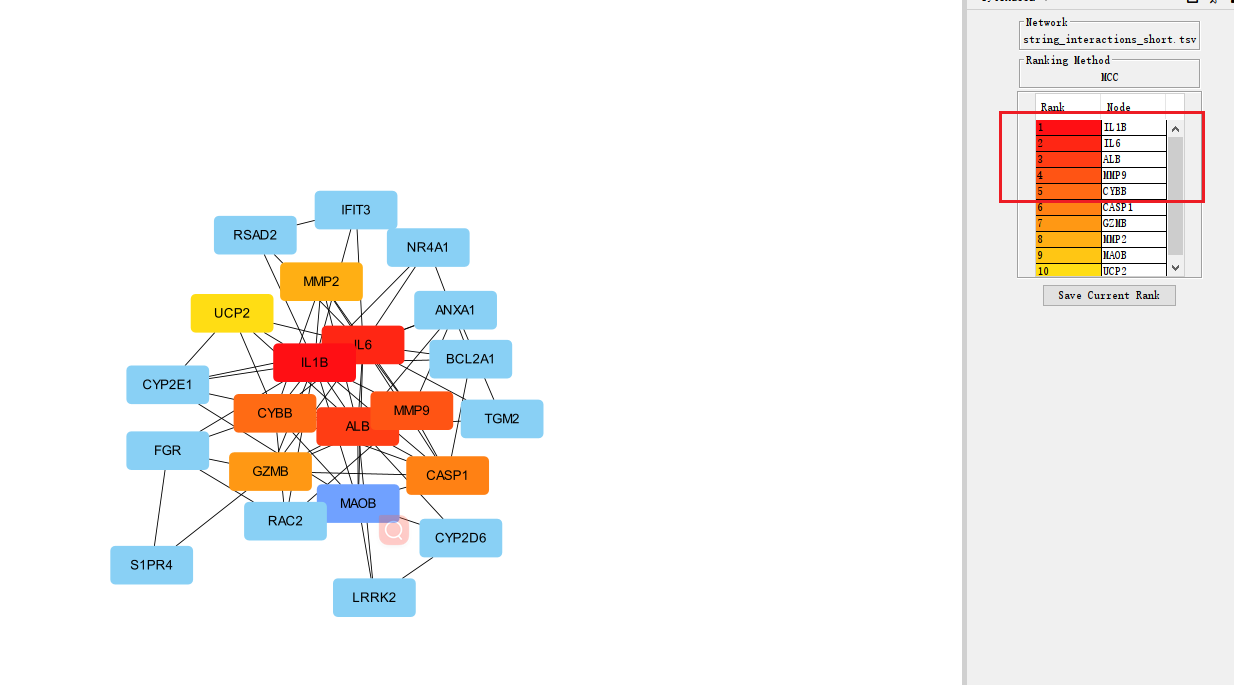 Network
string_interactions_short.tsv
Ranking Method
MCC
Rank Node
1 IL1B
2 IL6
3 ALB
4 MMP9
5 CYBB
6 CASP1
7 GZMB
8 MMP2
9 MAOB
10 UCP2
Save Current Rank
IFIT3
RSAD2
NR4A1
MMP2
UCP2
ANXA1
IL6
IL1B
BCL2A1
CYP2E1
CYBB
MMP9
ALB
TGM2
FGR
GZMB
CASP1
MAOB
RAC2
CYP2D6
S1PR4
LRRK2